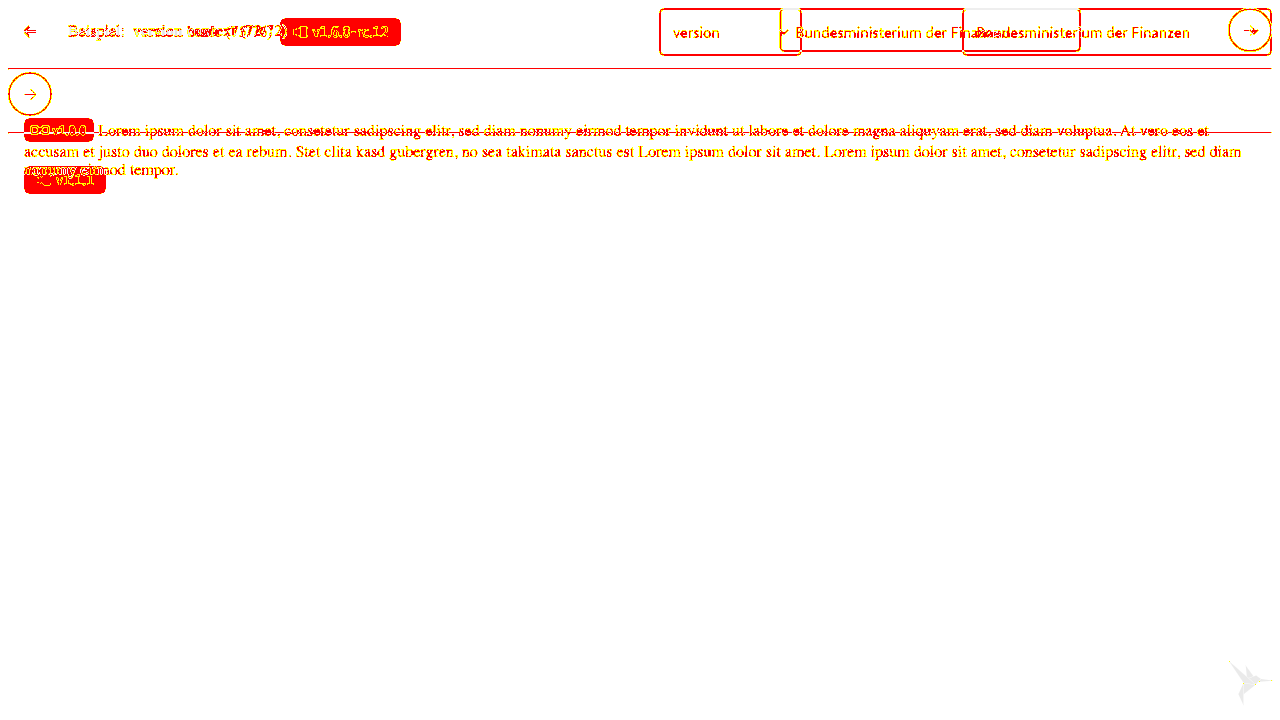 Beispiel: version v1.6.0-rc.12 version Bundesministerium der Finanzen Bundesministerium der Finanzen
v1.0.0 Lorem ipsum dolor sit amet, consetetur sadipscing elitr, sed diam nonumy eirmod tempor invidunt ut labore et dolore magna aliquyam erat, sed diam voluptua. At vero eos et
accusam et justo duo dolores et ea rebum. Stet clita kasd gubergren, no sea takimata sanctus est Lorem ipsum dolor sit amet. Lorem ipsum dolor sit amet, consetetur sadipscing elitr, sed diam
nonumy eirmod tempor.
v1.1.1